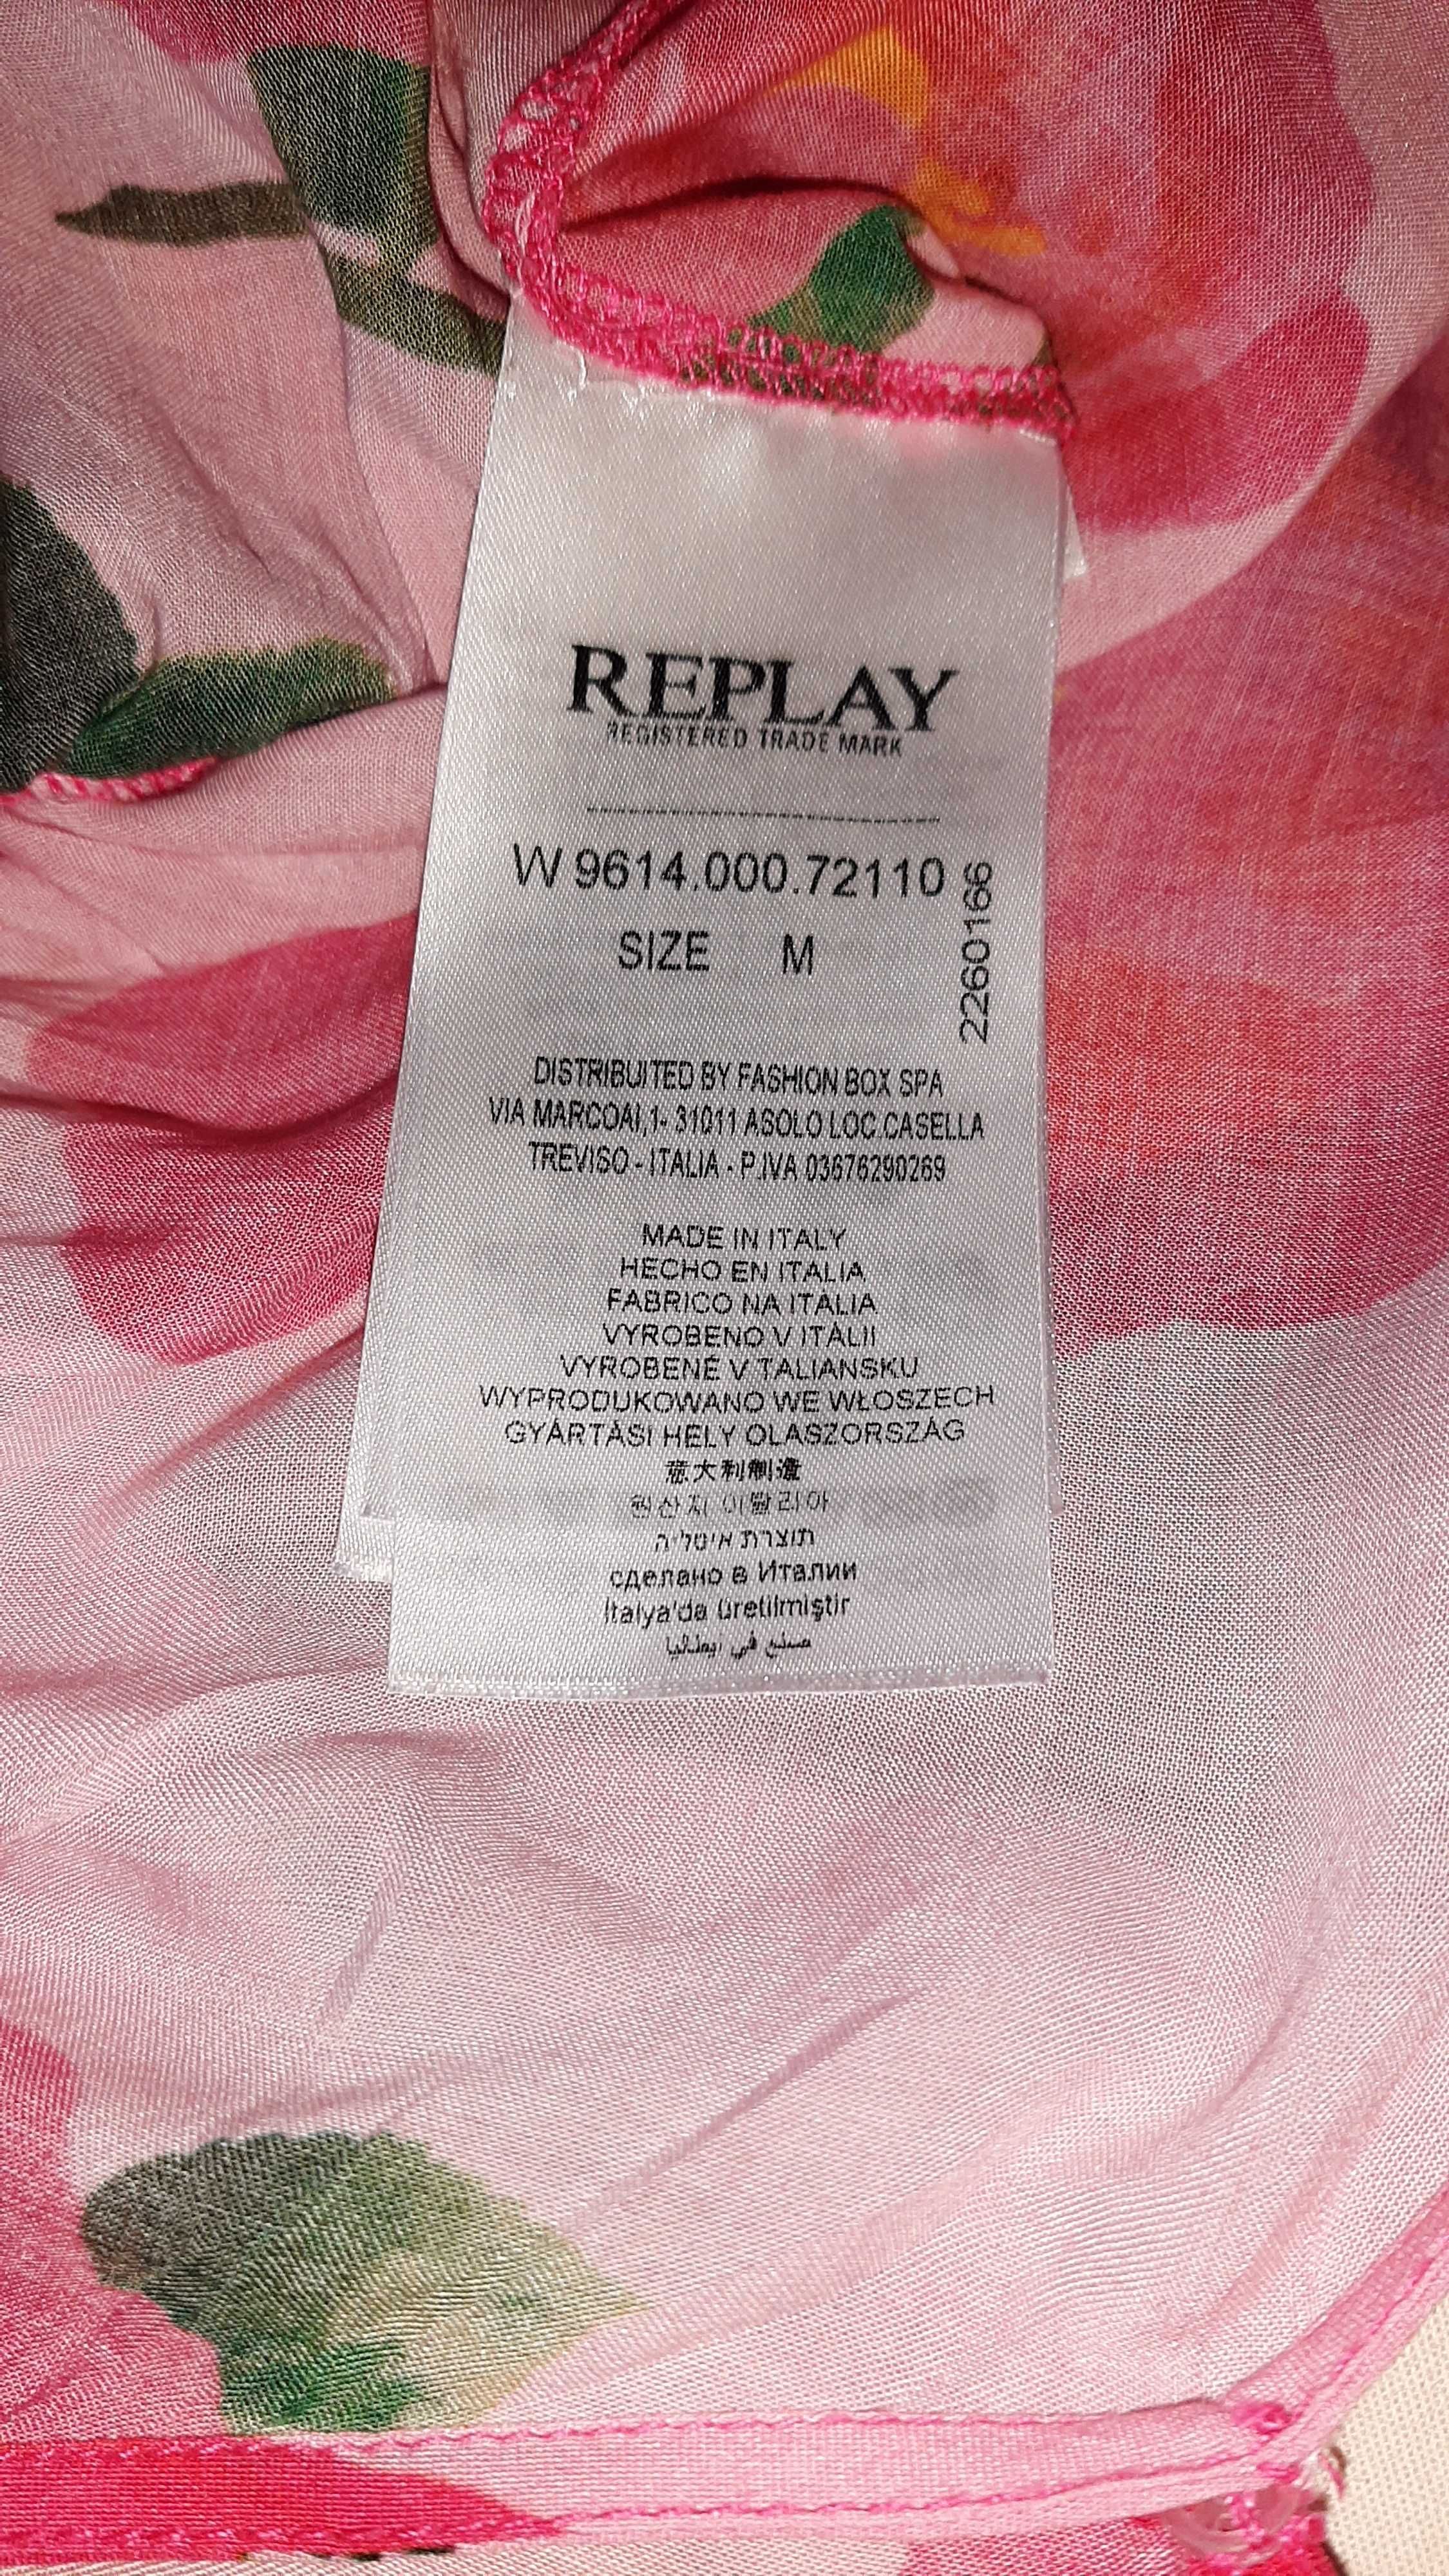 REPLAY
REGISTERED TRADE MARK
W 9614.000.72110
2260166
SIZE M
DISTRIBUITED BY FASHION BOX SPA
VIA MARCOAI,1- 31011 ASOLO LOC.CASELLA
TREVISO - ITALIA - P.IVA 03676290269
MADE IN ITALY
HECHO EN ITALIA
FABRICO NA ITÁLIA
VYROBENO V ITÁLII
VYROBENÉ V TALIANSKU
WYPRODUKOWANO WE WŁOSZECH
GYÁRTÁSI HELY OLASZORSZÁG
意大利制造
원산지 이탈리아
תוצרת איטליה
сделано в Италии
İtalya'da üretilmiştir
صنع في إيطاليا